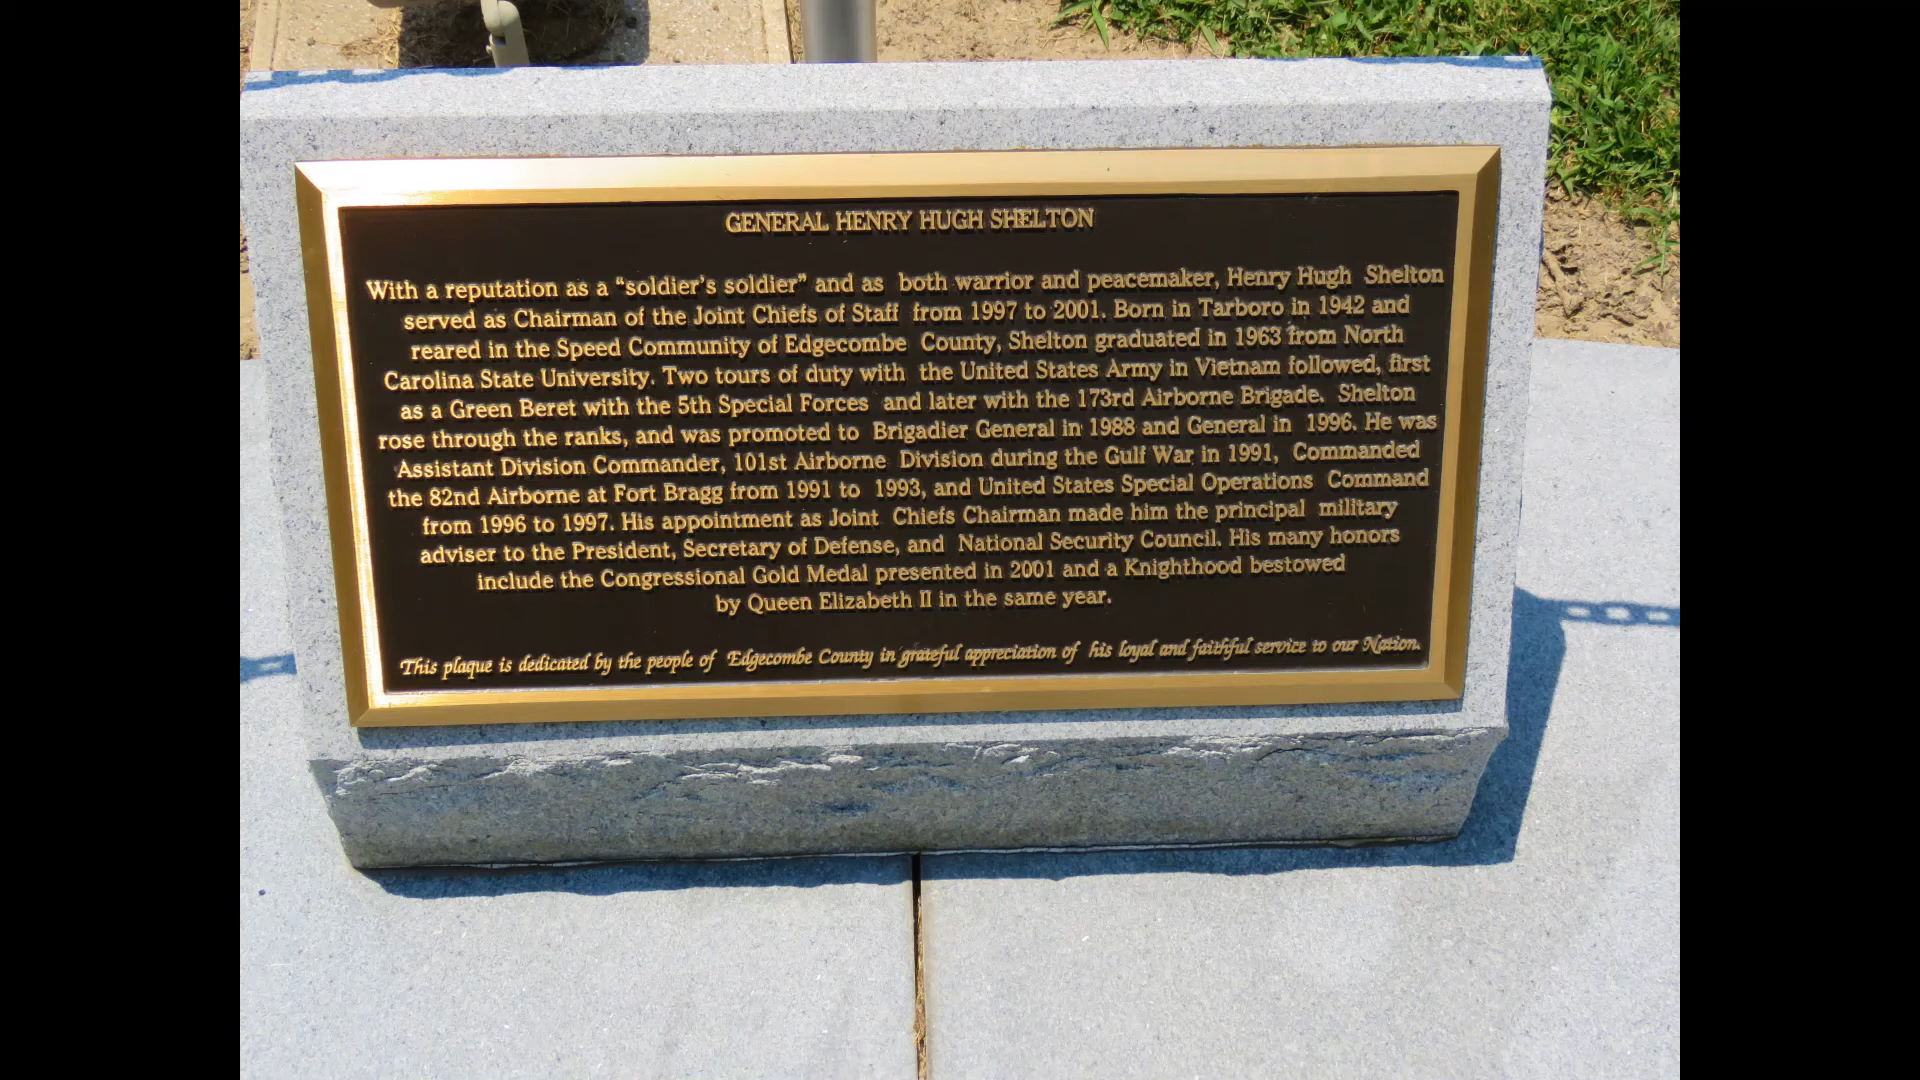 GENERAL HENRY HUGH SHELTON
With a reputation as a “soldier’s soldier” and as both warrior and peacemaker, Henry Hugh Shelton
served as Chairman of the Joint Chiefs of Staff from 1997 to 2001. Born in Tarboro in 1942 and
reared in the Speed Community of Edgecombe County, Shelton graduated in 1963 from North
Carolina State University. Two tours of duty with the United States Army in Vietnam followed, first
as a Green Beret with the 5th Special Forces and later with the 173rd Airborne Brigade. Shelton
rose through the ranks, and was promoted to Brigadier General in 1988 and General in 1996. He was
Assistant Division Commander, 101st Airborne Division during the Gulf War in 1991, Commanded
the 82nd Airborne at Fort Bragg from 1991 to 1993, and United States Special Operations Command
from 1996 to 1997. His appointment as Joint Chiefs Chairman made him the principal military
adviser to the President, Secretary of Defense, and National Security Council. His many honors
include the Congressional Gold Medal presented in 2001 and a Knighthood bestowed
by Queen Elizabeth II in the same year.
This plaque is dedicated by the people of Edgecombe County in grateful appreciation of his loyal and faithful service to our Nation.